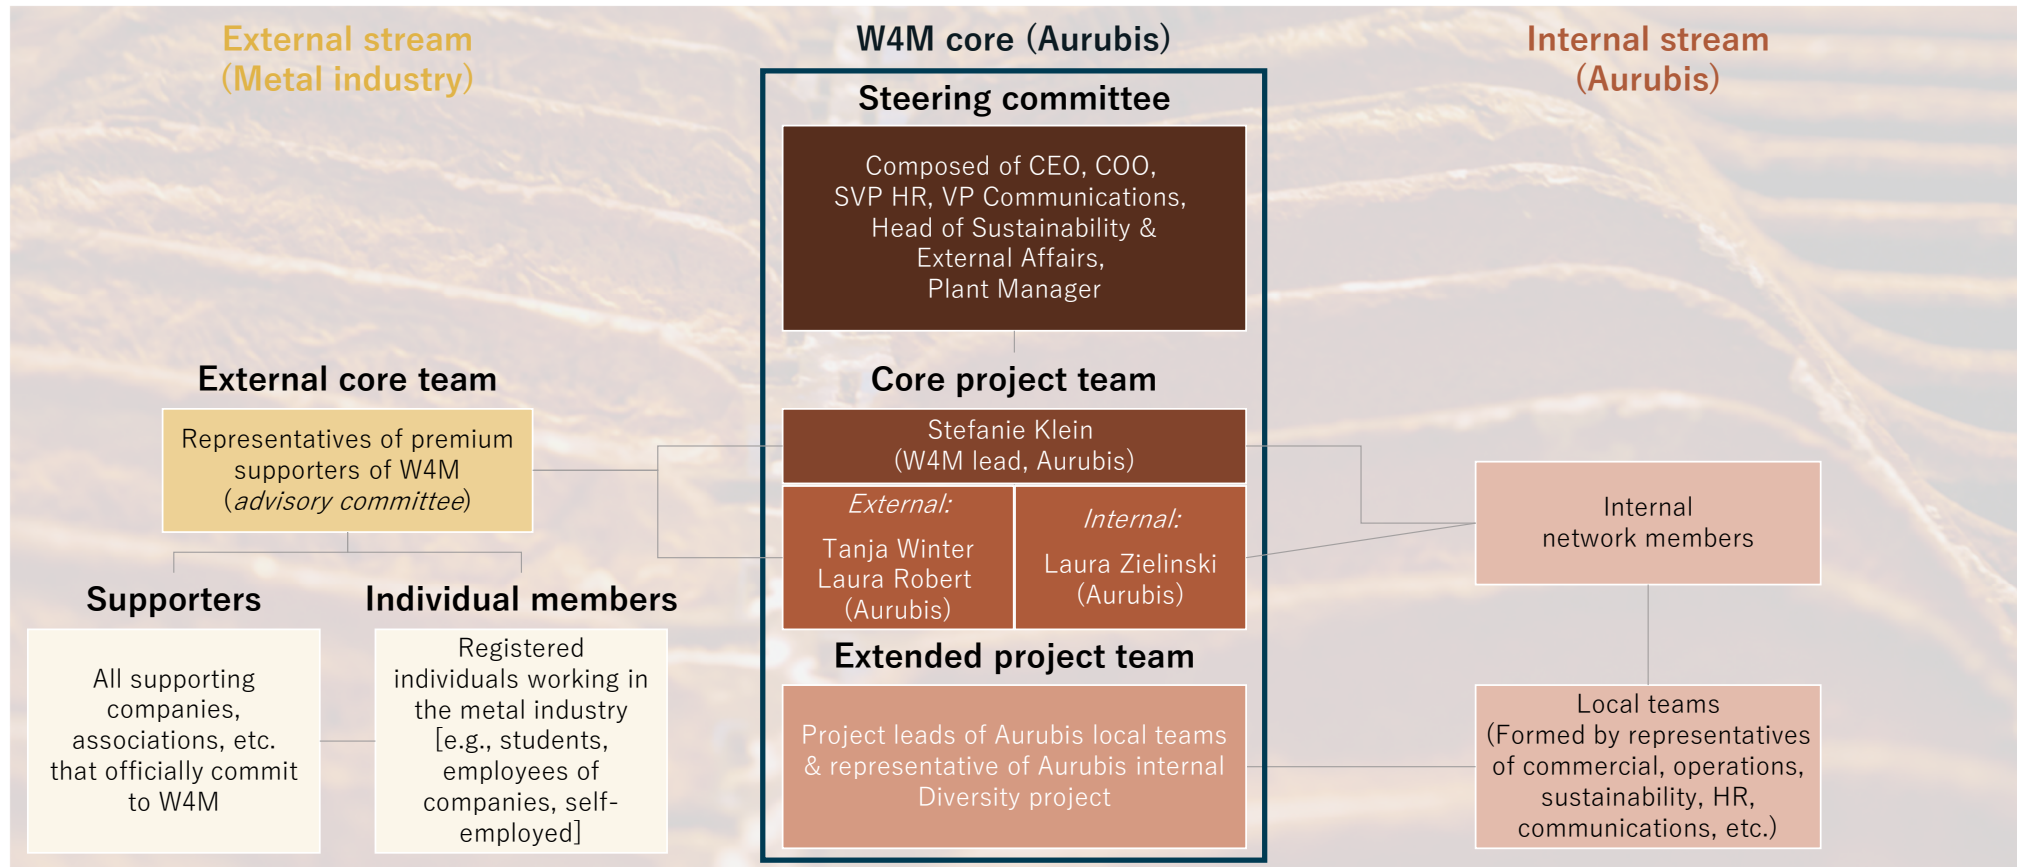 External stream
(Metal industry)
W4M core (Aurubis)
Internal stream
(Aurubis)
Steering committee
Composed of CEO, COO,
SVP HR, VP Communications,
Head of Sustainability &
External Affairs,
Plant Manager
External core team
Representatives of premium
supporters of W4M
(advisory committee)
Core project team
Stefanie Klein
(W4M lead, Aurubis)
External:
Tanja Winter
Laura Robert
(Aurubis)
Internal:
Laura Zielinski
(Aurubis)
Internal
network members
Supporters
All supporting
companies,
associations, etc.
that officially commit
to W4M
Individual members
Registered
individuals working in
the metal industry
[e.g., students,
employees of
companies, self-
employed]
Extended project team
Project leads of Aurubis local teams
& representative of Aurubis internal
Diversity project
Local teams
(Formed by representatives
of commercial, operations,
sustainability, HR,
communications, etc.)